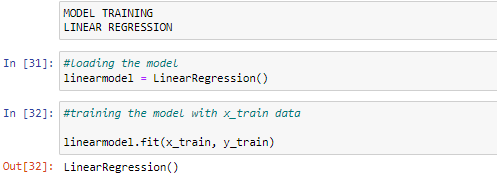 MODEL TRAINING
LINEAR REGRESSION
In [31]: #loading the model
linearmodel = LinearRegression()
In [32]: #training the model with x_train data
linearmodel.fit(x_train, y_train)
Out[32]: LinearRegression()